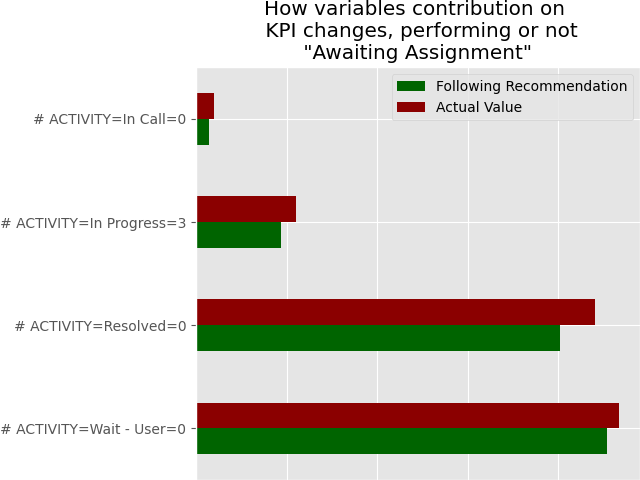 How variables contribution on
KPI changes, performing or not
"Awaiting Assignment"
Following Recommendation
Actual Value
# ACTIVITY=In Call=0
# ACTIVITY=In Progress=3
# ACTIVITY=Resolved=0
# ACTIVITY=Wait - User=0